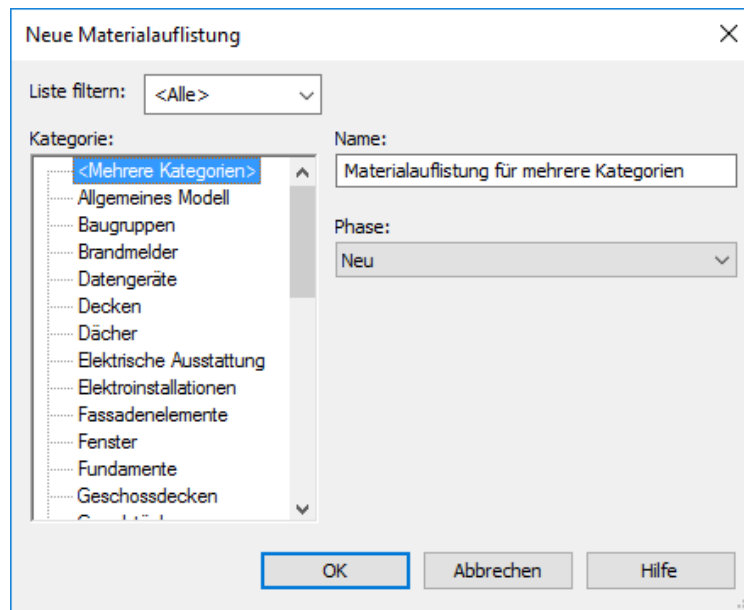 Neue Materialauflistung
Liste filtern: <Alle>
Kategorie:
<Mehrere Kategorien>
Allgemeines Modell
Baugruppen
Brandmelder
Datengeräte
Decken
Dächer
Elektrische Ausstattung
Elektroinstallationen
Fassadenelemente
Fenster
Fundamente
Geschossdecken
Name:
Materialauflistung für mehrere Kategorien
Phase:
Neu
OK Abbrechen Hilfe